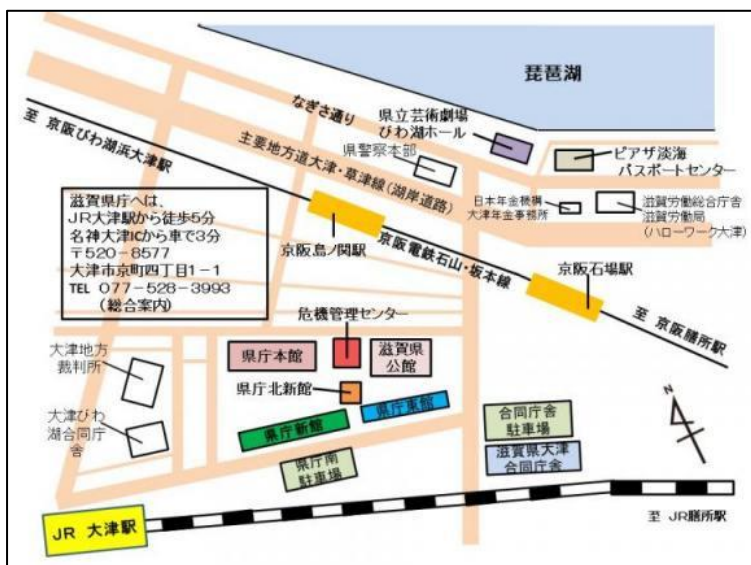 琵琶湖
なぎさ通り
県立芸術劇場
びわ湖ホール
至 京阪びわ湖浜大津駅
主要地方道大津・草津線(湖岸道路)
県警察本部
ピアザ淡海
パスポートセンター
日本年金機構
大津年金事務所
滋賀労働総合庁舎
滋賀労働局
(ハローワーク大津)
滋賀県庁へは、
JR大津駅から徒歩5分
名神大津ICから車で3分
〒520-8577
大津市京町四丁目1-1
TEL 077-528-3993
(総合案内)
京阪島ノ関駅
京阪電鉄石山・坂本線
京阪石場駅
至 京阪膳所駅
危機管理センター
大津地方
裁判所
県庁本館
滋賀県
公館
県庁北新館
大津びわ
湖合同庁
舎
県庁新館
県庁東館
合同庁舎
駐車場
県庁南
駐車場
滋賀県大津
合同庁舎
N
JR 大津駅
至 JR膳所駅